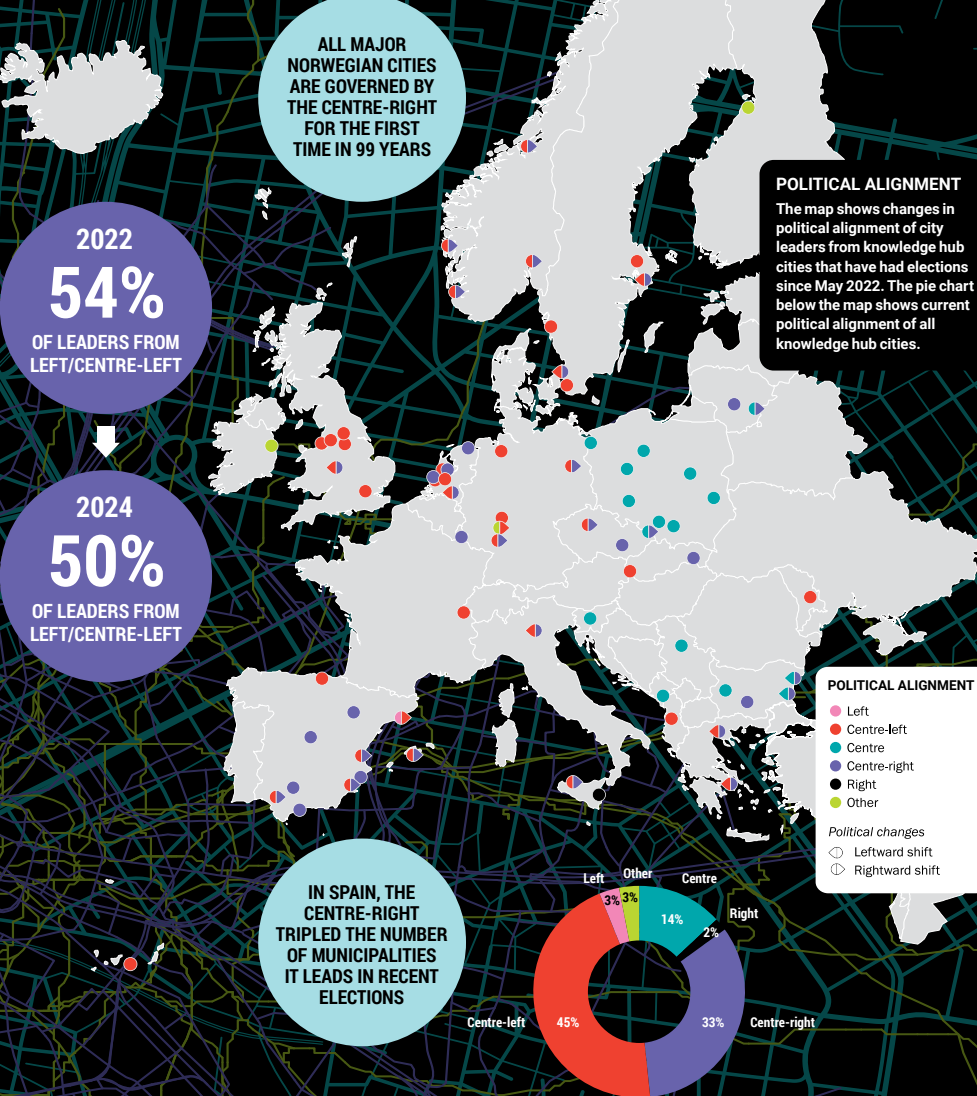 ALL MAJOR
NORWEGIAN CITIES
ARE GOVERNED BY
THE CENTRE-RIGHT
FOR THE FIRST
TIME IN 99 YEARS
POLITICAL ALIGNMENT
The map shows changes in
political alignment of city
leaders from knowledge hub
cities that have had elections
since May 2022. The pie chart
below the map shows current
political alignment of all
knowledge hub cities.
2022
54%
OF LEADERS FROM
LEFT/CENTRE-LEFT
2024
50%
OF LEADERS FROM
LEFT/CENTRE-LEFT
POLITICAL ALIGNMENT
Left
Centre-left
Centre
Centre-right
Right
Other
Political changes
Leftward shift
Rightward shift
IN SPAIN, THE
CENTRE-RIGHT
TRIPLED THE NUMBER
OF MUNICIPALITIES
IT LEADS IN RECENT
ELECTIONS
Left
Other
Centre
3%
3%
14%
Right
2%
Centre-left
45%
33%
Centre-right